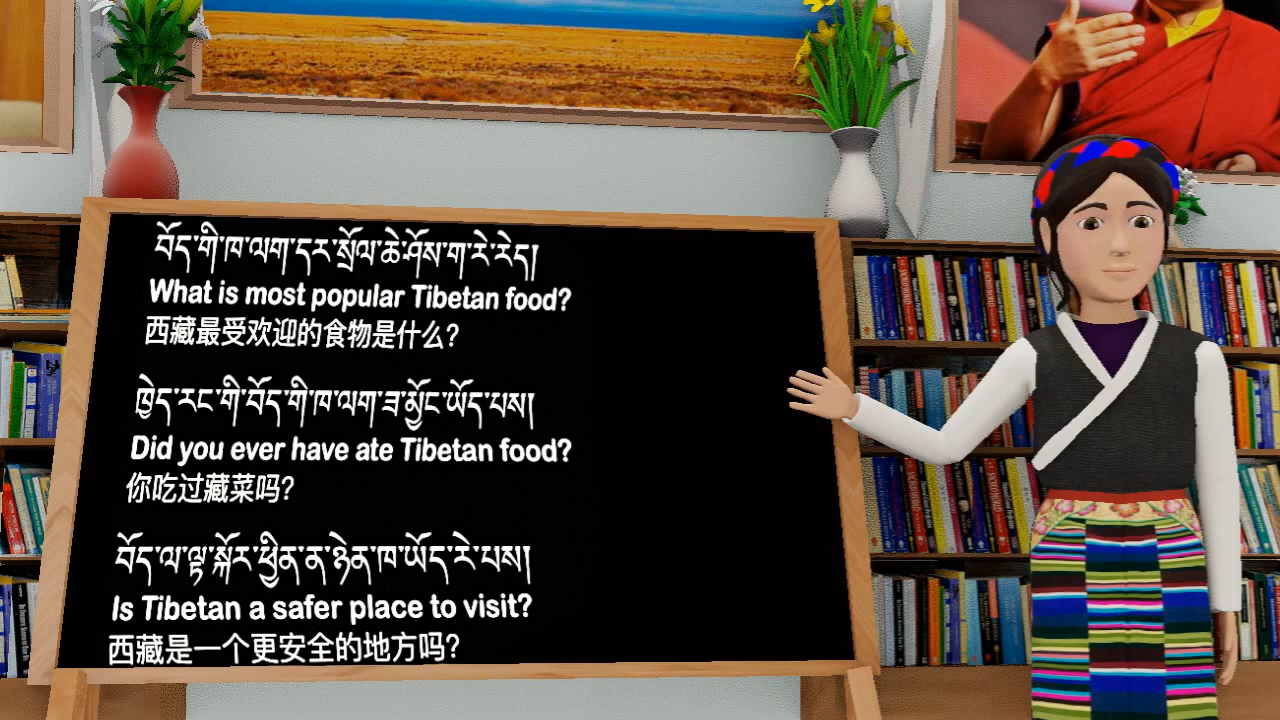 བོད་གི་ཁ་ལག་དར་སྲོལ་ཆེ་ཤོས་ག་རེ་རེད།
What is most popular Tibetan food?
西藏最受欢迎的食物是什么?
ཁྱེད་རང་གི་བོད་གི་ཁ་ལག་ཟ་མྱོང་ཡོད་པས།
Did you ever have ate Tibetan food?
你吃过藏菜吗?
བོད་ལ་ལྟ་སྐོར་ཕྱིན་ན་ཉེན་ཁ་ཡོད་རེ་པས།
Is Tibetan a safer place to visit?
西藏是一个更安全的地方吗?